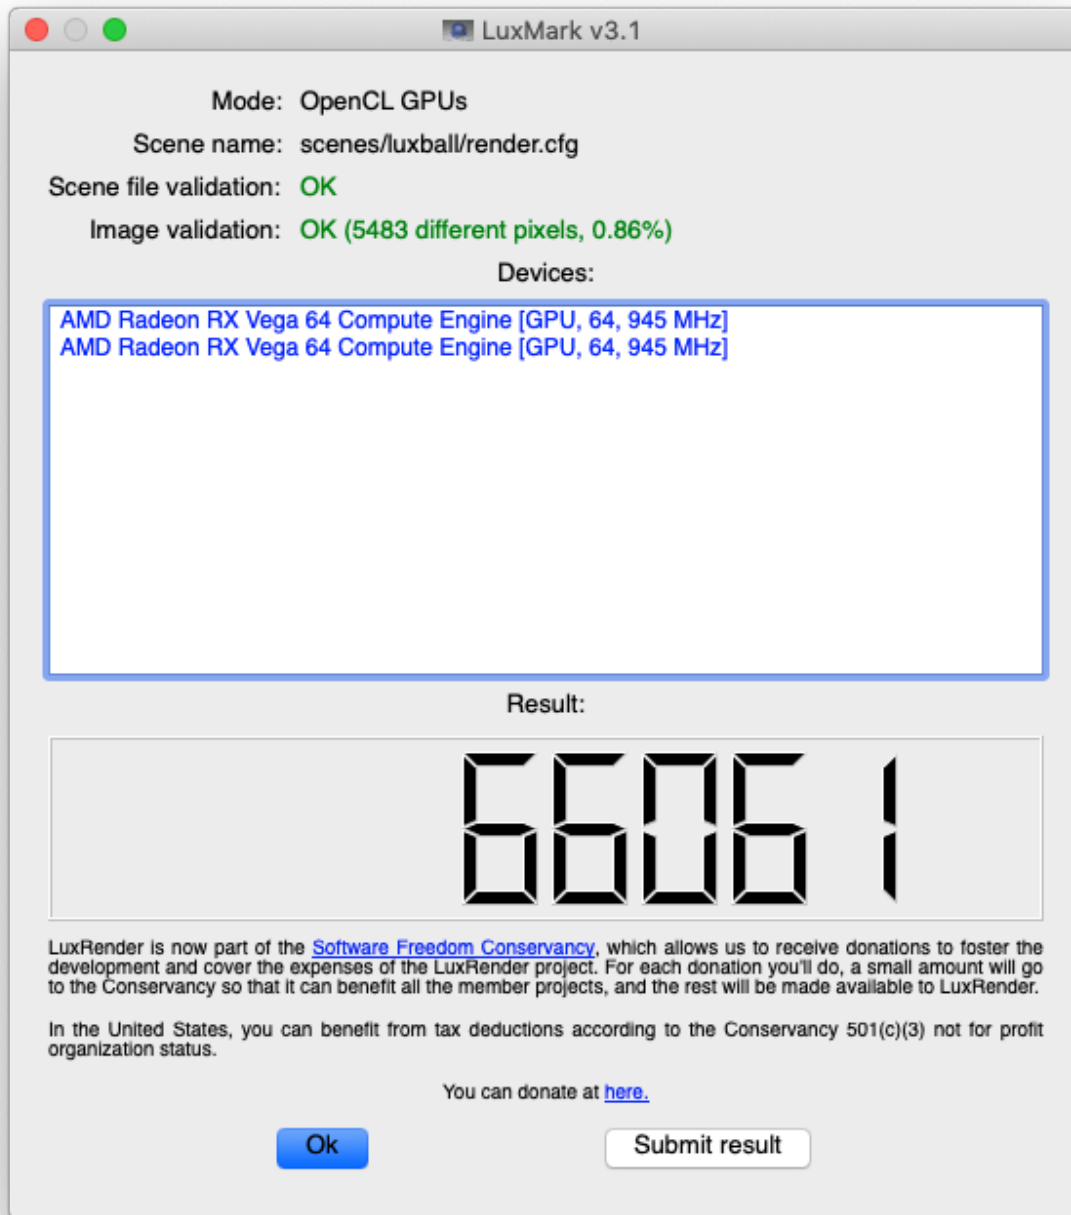 LuxMark v3.1
Mode: OpenCL GPUs
Scene name: scenes/luxball/render.cfg
Scene file validation: OK
Image validation: OK (5483 different pixels, 0.86%)
Devices:
AMD Radeon RX Vega 64 Compute Engine [GPU, 64, 945 MHz]
AMD Radeon RX Vega 64 Compute Engine [GPU, 64, 945 MHz]
Result:
66061
LuxRender is now part of the Software Freedom Conservancy, which allows us to receive donations to foster the
development and cover the expenses of the LuxRender project. For each donation you'll do, a small amount will go
to the Conservancy so that it can benefit all the member projects, and the rest will be made available to LuxRender.
In the United States, you can benefit from tax deductions according to the Conservancy 501(c)(3) not for profit
organization status.
You can donate at here.
Ok Submit result